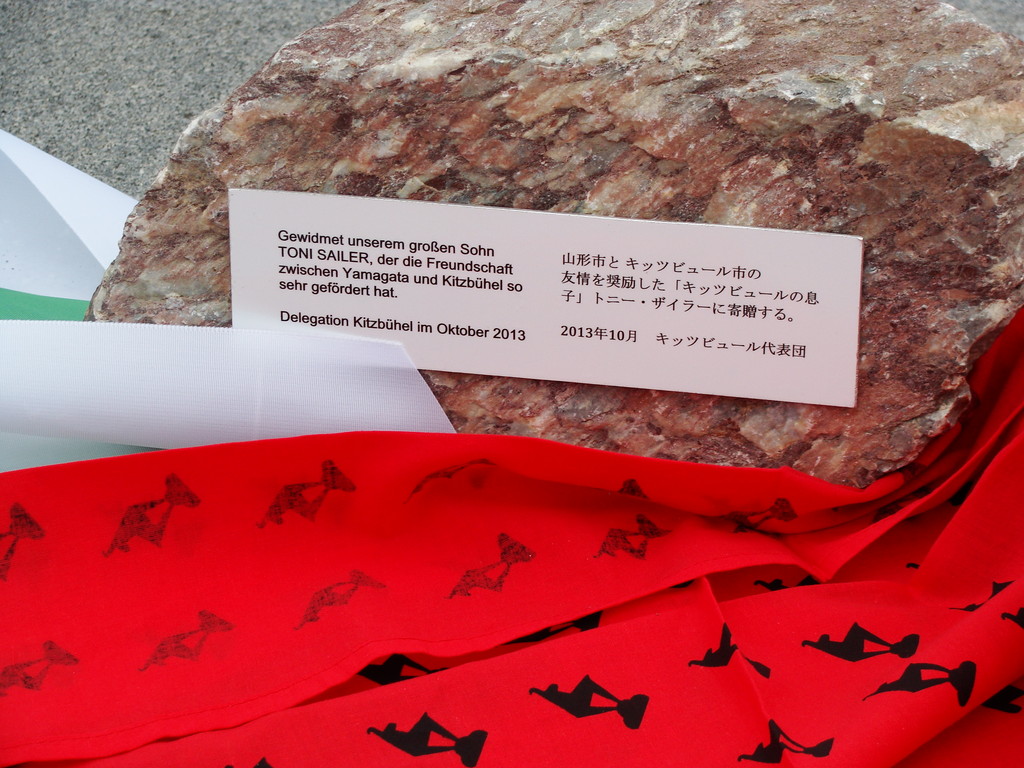 Gewidmet unserem großen Sohn
TONI SAILER, der die Freundschaft
zwischen Yamagata und Kitzbühel so
sehr gefördert hat.
Delegation Kitzbühel im Oktober 2013
山形市と キッツビュール市の
友情を奨励した「キッツビュールの息
子」トニー・ザイラーに寄贈する。
2013年10月　キッツビュール代表団